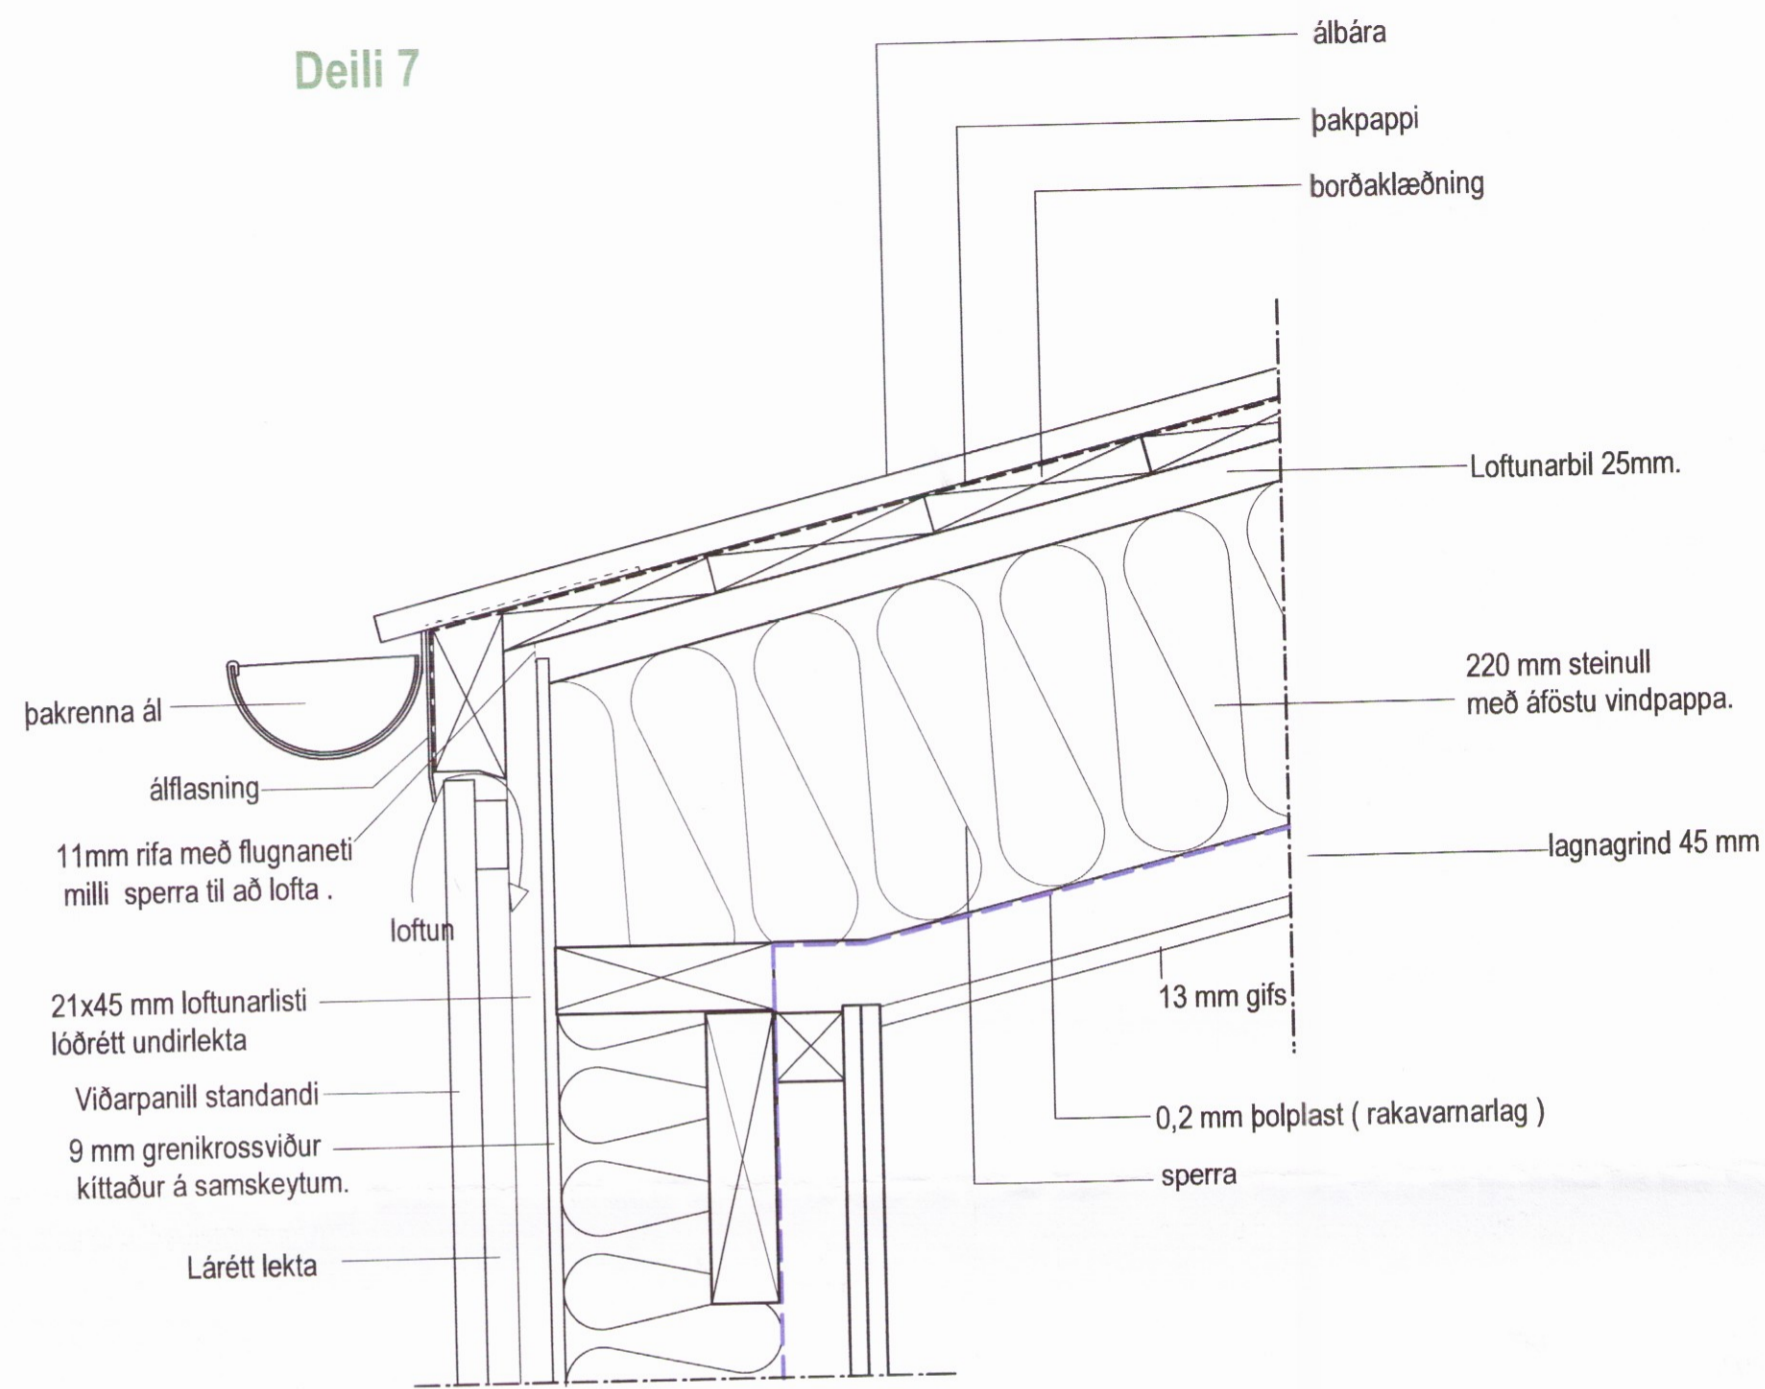 Deili 7
álbára
þakpappi
borðaklæðning
Loftunarbil 25mm.
220 mm steinull
með áföstu vindpappa.
lagnagrind 45 mm
13 mm gifs
0,2 mm þolplast ( rakavarnarlag )
sperra
þakrenna ál
álflasning
11mm rifa með flugnaneti
milli sperra til að lofta .
loftun
21x45 mm loftunarlisti
lóðrétt undirlekta
Viðarpanill standandi
9 mm grenikrossviður
kíttaður á samskeytum.
Lárétt lekta